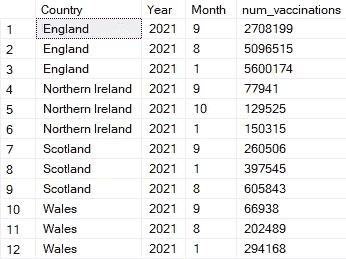 Country Year Month num_vaccinations
1 England 2021 9 2708199
2 England 2021 8 5096515
3 England 2021 1 5600174
4 Northern Ireland 2021 9 77941
5 Northern Ireland 2021 10 129525
6 Northern Ireland 2021 1 150315
7 Scotland 2021 9 260506
8 Scotland 2021 1 397545
9 Scotland 2021 8 605843
10 Wales 2021 9 66938
11 Wales 2021 8 202489
12 Wales 2021 1 294168